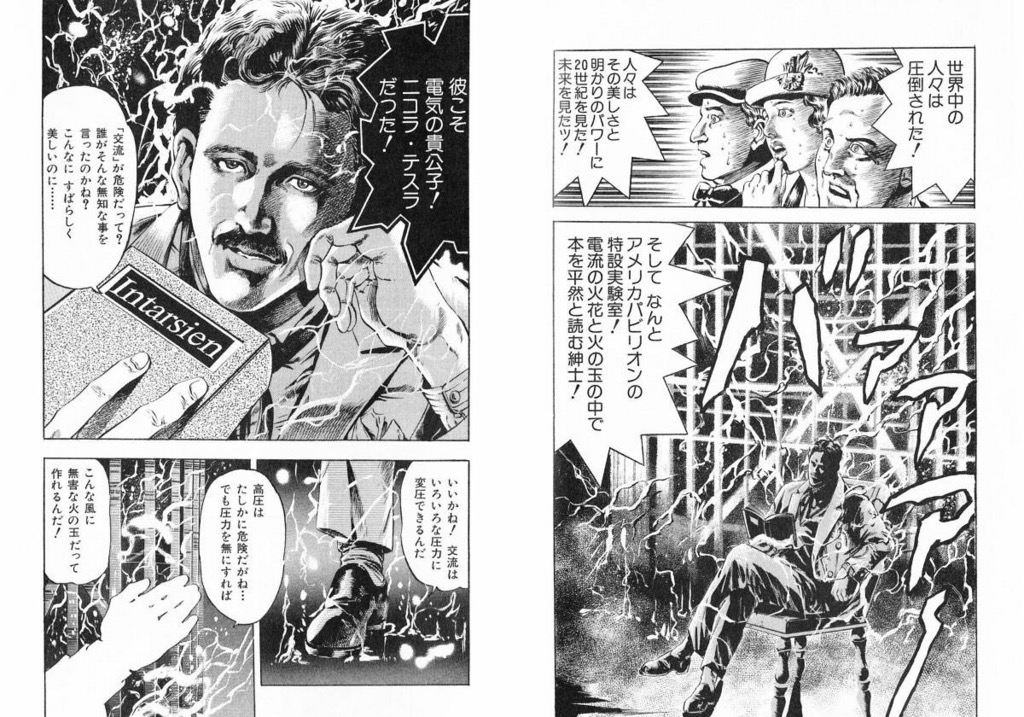 世界中の
人々は
圧倒された！
人々は
その美しさと
明かりのパワーに
20世紀を見た！
未来を見たッ！
そして なんと
アメリカパビリオンの
特設実験室！
電流の火花と火の玉の中で
本を平然と読む紳士！
バババァァァァ
彼こそ
電気の貴公子！
ニコラ・テスラ
だった！
「交流」が危険だって？
誰がそんな無知な事を
言ったのかね？
こんなに すばらしく
美しいのに……
Intarsien
いいかね！ 交流は
いろいろな圧力に
変圧できるんだ
高圧は
たしかに危険だがね…
でも圧力を無にすれば
こんな風に
無害な火の玉だって
作れるんだ！